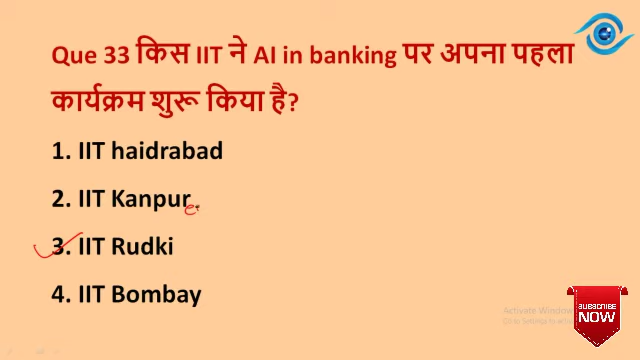 Que 33 किस IIT ने AI in banking पर अपना पहला
कार्यक्रम शुरू किया है?
1. IIT haidrabad
2. IIT Kanpur
3. IIT Rudki
4. IIT Bombay
Activate Window
SUBSCRIBE
NOW